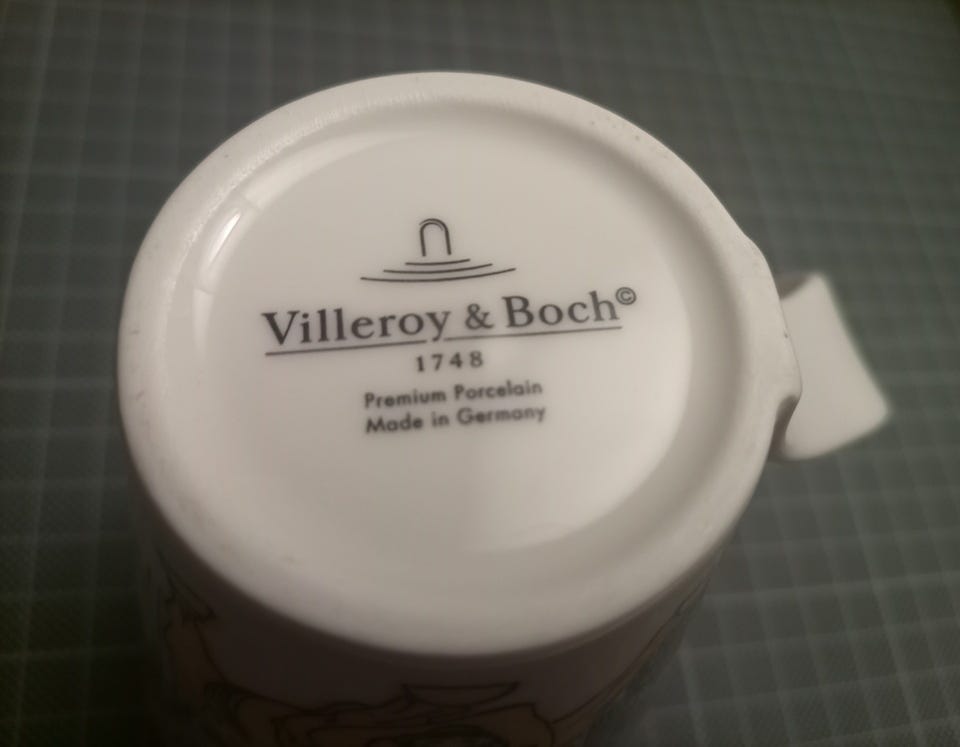 Villeroy & Boch©
1748
Premium Porcelain
Made in Germany